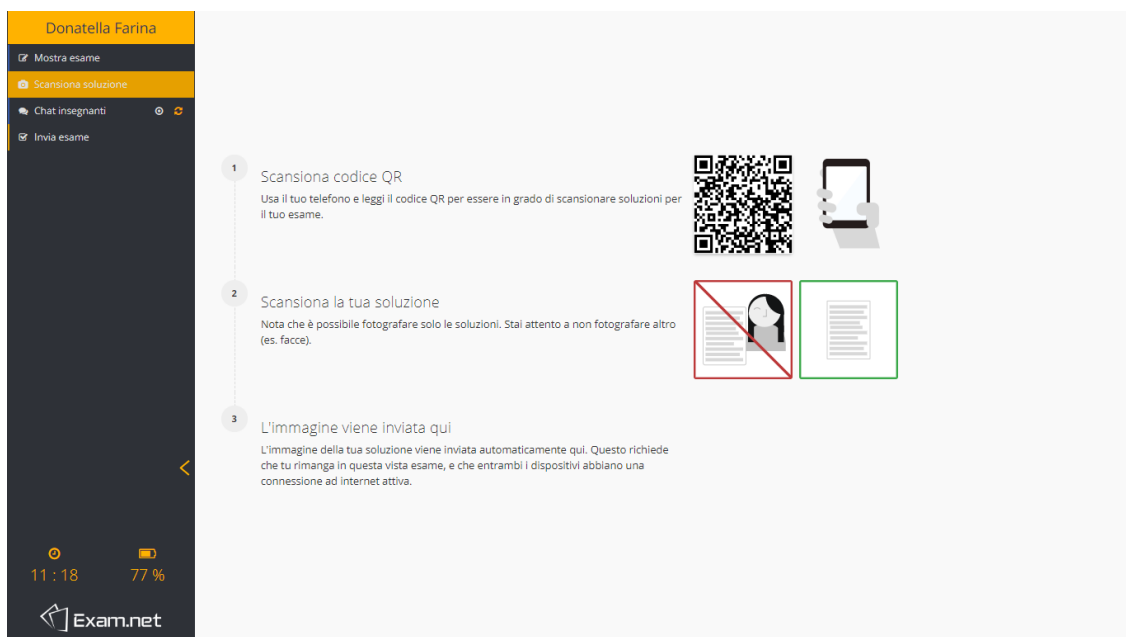 Donatella Farina
Mostra esame
Scansiona soluzione
Chat insegnanti
Invia esame
11 : 18
77 %
Exam.net
1
Scansiona codice QR
Usa il tuo telefono e leggi il codice QR per essere in grado di scansionare soluzioni per
il tuo esame.
2
Scansiona la tua soluzione
Nota che è possibile fotografare solo le soluzioni. Stai attento a non fotografare altro
(es. facce).
3
L'immagine viene inviata qui
L'immagine della tua soluzione viene inviata automaticamente qui. Questo richiede
che tu rimanga in questa vista esame, e che entrambi i dispositivi abbiano una
connessione ad internet attiva.